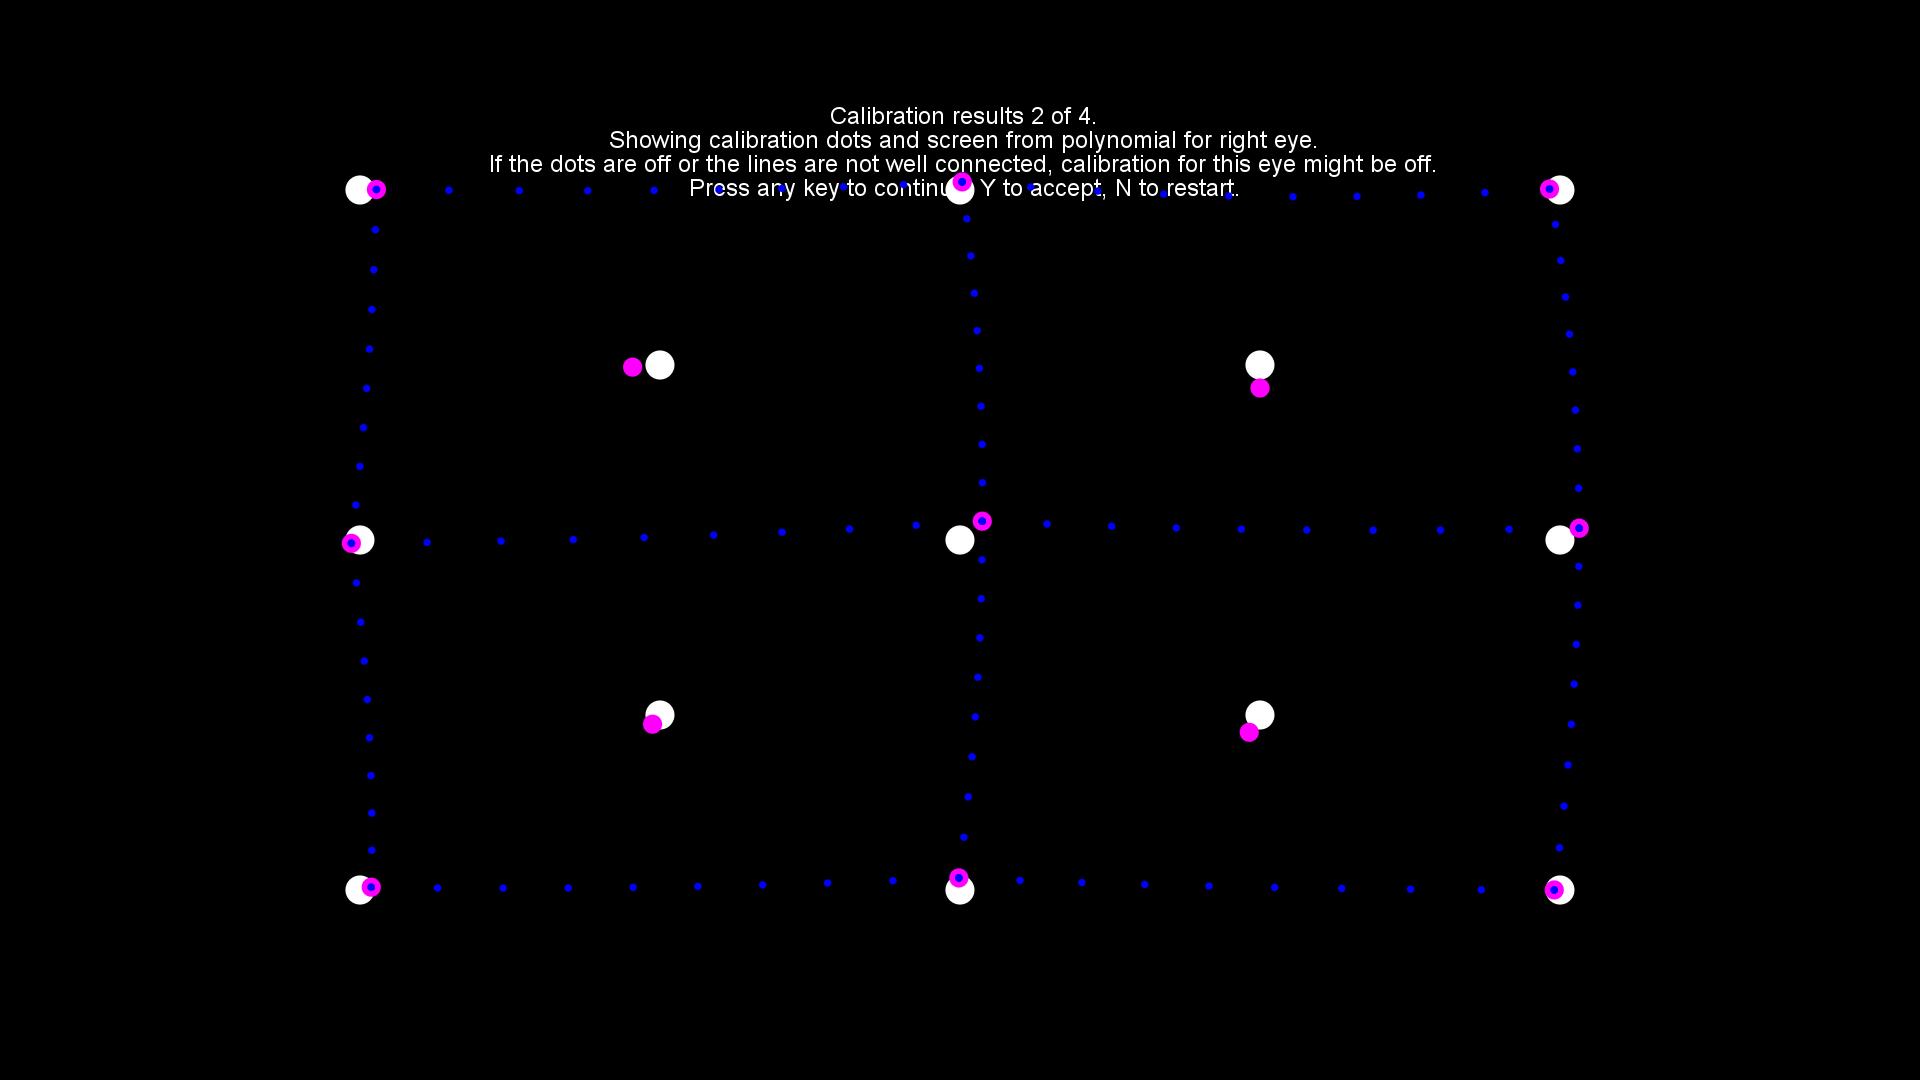 Calibration results 2 of 4.
Showing calibration dots and screen from polynomial for right eye.
If the dots are off or the lines are not well connected, calibration for this eye might be off.
Press any key to continue Y to accept, N to restart.